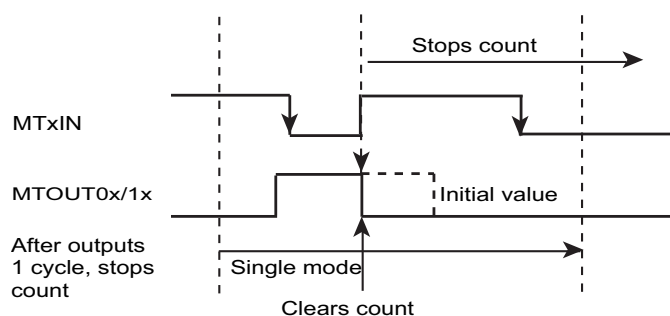 Stops count
MTxIN
MTOUT0x/1x
Initial value
After outputs
1 cycle, stops
count
Single mode
Clears count